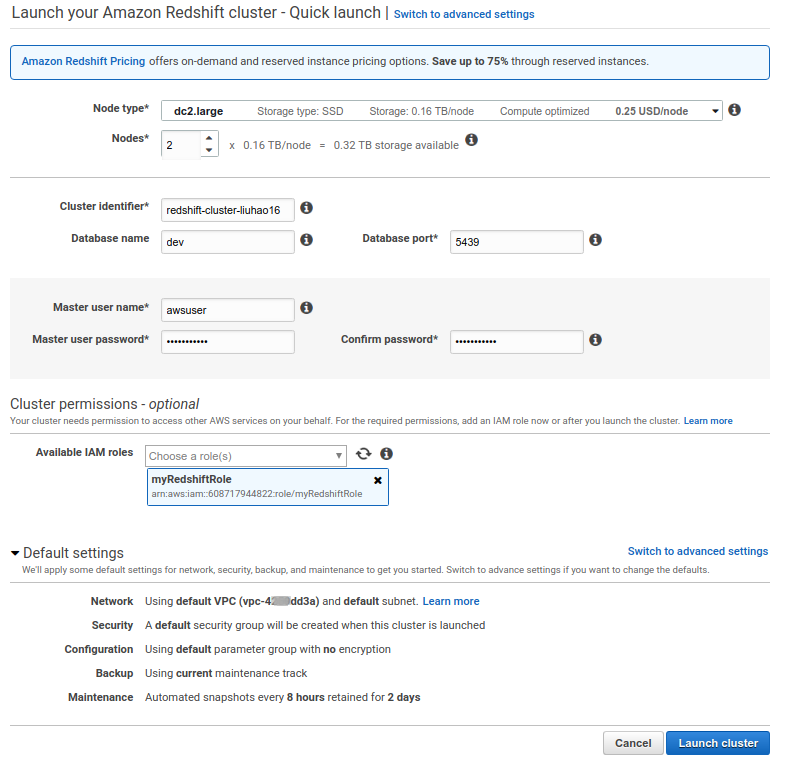 Launch your Amazon Redshift cluster - Quick launch | Switch to advanced settings
Amazon Redshift Pricing offers on-demand and reserved instance pricing options. Save up to 75% through reserved instances.
Node type* dc2.large Storage type: SSD Storage: 0.16 TB/node Compute optimized 0.25 USD/node
Nodes* 2 x 0.16 TB/node = 0.32 TB storage available
Cluster identifier* redshift-cluster-liuhao16
Database name dev Database port* 5439
Master user name* awsuser
Master user password* ••••••••••• Confirm password* •••••••••••
Cluster permissions - optional
Your cluster needs permission to access other AWS services on your behalf. For the required permissions, add an IAM role now or after you launch the cluster. Learn more
Available IAM roles Choose a role(s)
myRedshiftRole
arn:aws:iam::608717944822:role/myRedshiftRole
Default settings Switch to advanced settings
We'll apply some default settings for network, security, backup, and maintenance to get you started. Switch to advance settings if you want to change the defaults.
Network Using default VPC (vpc-4 dd3a) and default subnet. Learn more
Security A default security group will be created when this cluster is launched
Configuration Using default parameter group with no encryption
Backup Using current maintenance track
Maintenance Automated snapshots every 8 hours retained for 2 days
Cancel Launch cluster